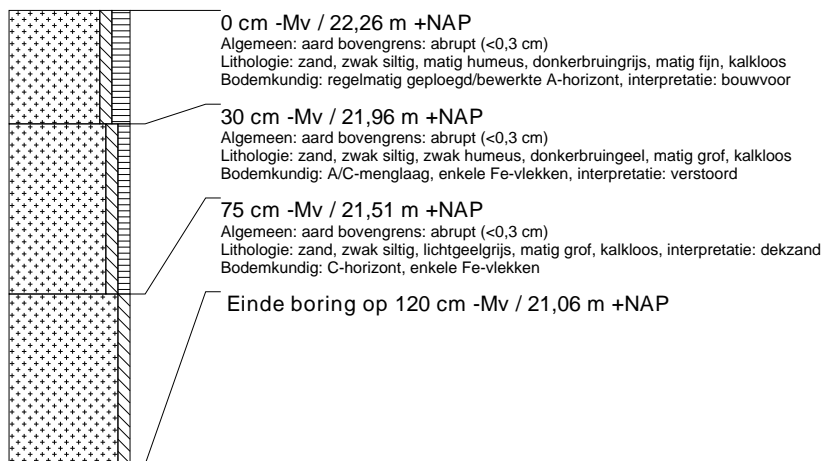 0 cm -Mv / 22,26 m +NAP
Algemeen: aard bovengrens: abrupt (<0,3 cm)
Lithologie: zand, zwak siltig, matig humeus, donkerbruingrijs, matig fijn, kalkloos
Bodemkundig: regelmatig geploegd/bewerkte A-horizont, interpretatie: bouwvoor
30 cm -Mv / 21,96 m +NAP
Algemeen: aard bovengrens: abrupt (<0,3 cm)
Lithologie: zand, zwak siltig, zwak humeus, donkerbruingeel, matig grof, kalkloos
Bodemkundig: A/C-menglaag, enkele Fe-vlekken, interpretatie: verstoord
75 cm -Mv / 21,51 m +NAP
Algemeen: aard bovengrens: abrupt (<0,3 cm)
Lithologie: zand, zwak siltig, lichtgeelgrijs, matig grof, kalkloos, interpretatie: dekzand
Bodemkundig: C-horizont, enkele Fe-vlekken
Einde boring op 120 cm -Mv / 21,06 m +NAP